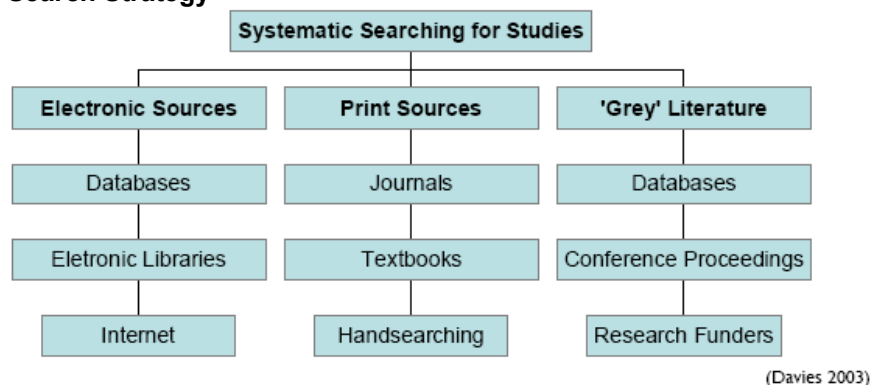 Search Strategy
Systematic Searching for Studies
Electronic Sources
Print Sources
'Grey' Literature
Databases
Journals
Databases
Eletronic Libraries
Textbooks
Conference Proceedings
Internet
Handsearching
Research Funders
(Davies 2003)